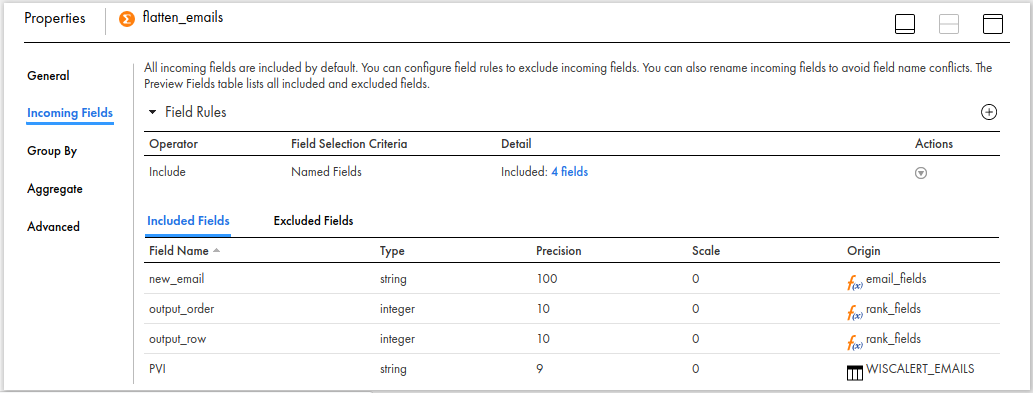 Properties flatten_emails
General
Incoming Fields
Group By
Aggregate
Advanced
All incoming fields are included by default. You can configure field rules to exclude incoming fields. You can also rename incoming fields to avoid field name conflicts. The
Preview Fields table lists all included and excluded fields.
Field Rules
Operator Field Selection Criteria Detail Actions
Include Named Fields Included: 4 fields
Included Fields Excluded Fields
Field Name Type Precision Scale Origin
new_email string 100 0 email_fields
output_order integer 10 0 rank_fields
output_row integer 10 0 rank_fields
PVI string 9 0 WISCALERT_EMAILS